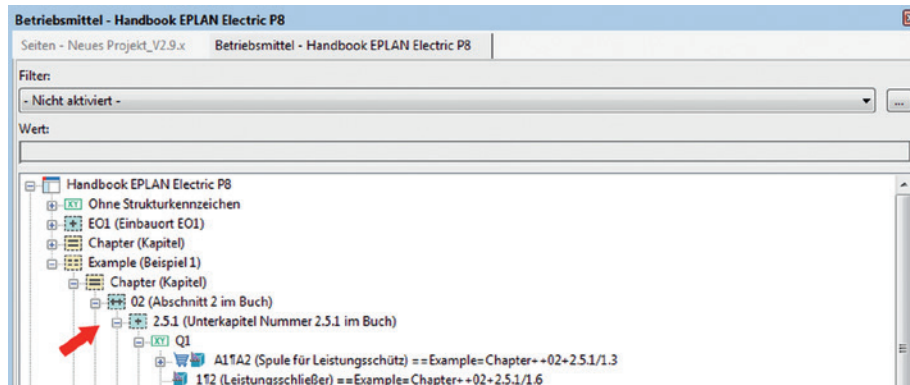 Betriebsmittel - Handbook EPLAN Electric P8
Seiten - Neues Projekt_V2.9.x Betriebsmittel - Handbook EPLAN Electric P8
Filter:
- Nicht aktiviert -
...
Wert:
Handbook EPLAN Electric P8
XY Ohne Strukturkennzeichen
EO1 (Einbauort EO1)
Chapter (Kapitel)
Example (Beispiel 1)
Chapter (Kapitel)
02 (Abschnitt 2 im Buch)
2.5.1 (Unterkapitel Nummer 2.5.1 im Buch)
XY Q1
A1¶A2 (Spule für Leistungsschütz) ==Example=Chapter++02+2.5.1/1.3
1¶2 (Leistungsschließer) ==Example=Chapter++02+2.5.1/1.6